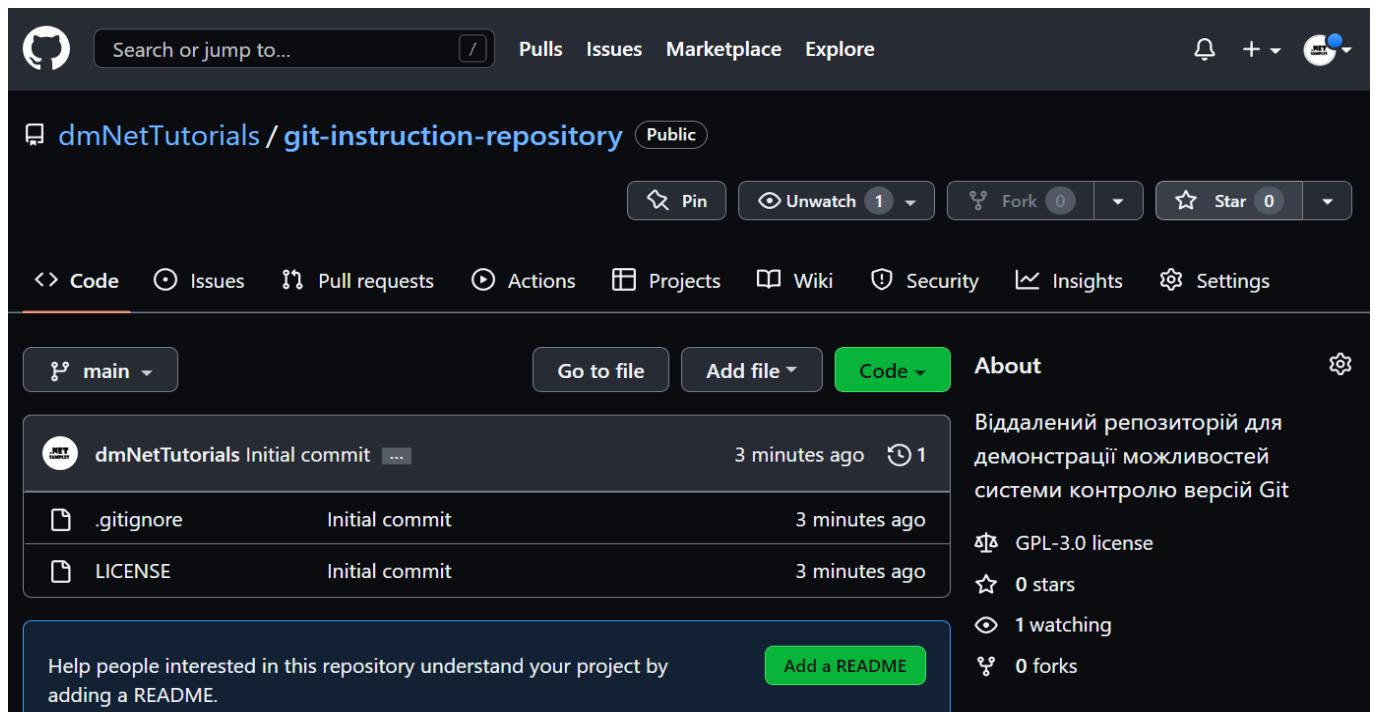 Search or jump to... / Pulls Issues Marketplace Explore
dmNetTutorials / git-instruction-repository Public
Pin Unwatch 1 Fork 0 Star 0
Code Issues Pull requests Actions Projects Wiki Security Insights Settings
main Go to file Add file Code
dmNetTutorials Initial commit ... 3 minutes ago 1
.gitignore Initial commit 3 minutes ago
LICENSE Initial commit 3 minutes ago
Help people interested in this repository understand your project by
adding a README.
Add a README
About
Віддалений репозиторій для
демонстрації можливостей
системи контролю версій Git
GPL-3.0 license
0 stars
1 watching
0 forks